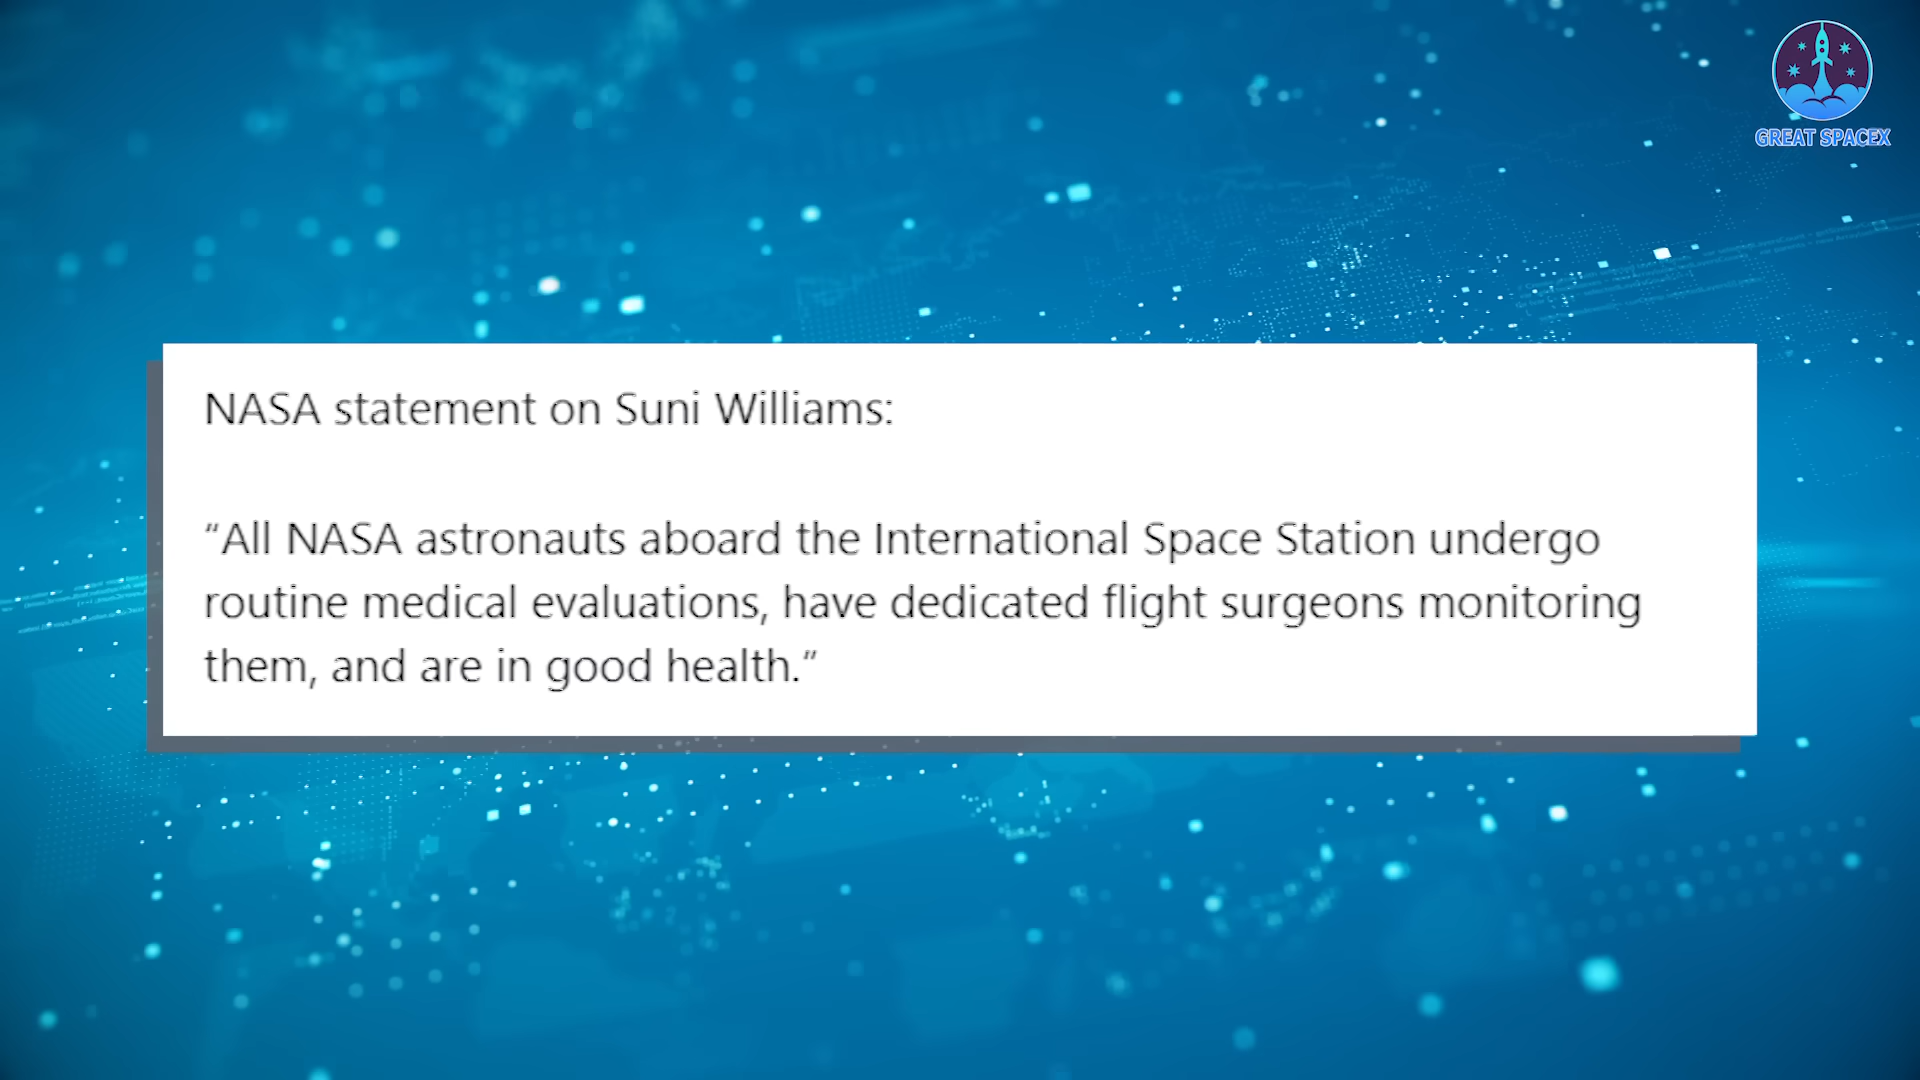 GREAT SPACEX
NASA statement on Suni Williams:
“All NASA astronauts aboard the International Space Station undergo
routine medical evaluations, have dedicated flight surgeons monitoring
them, and are in good health.”